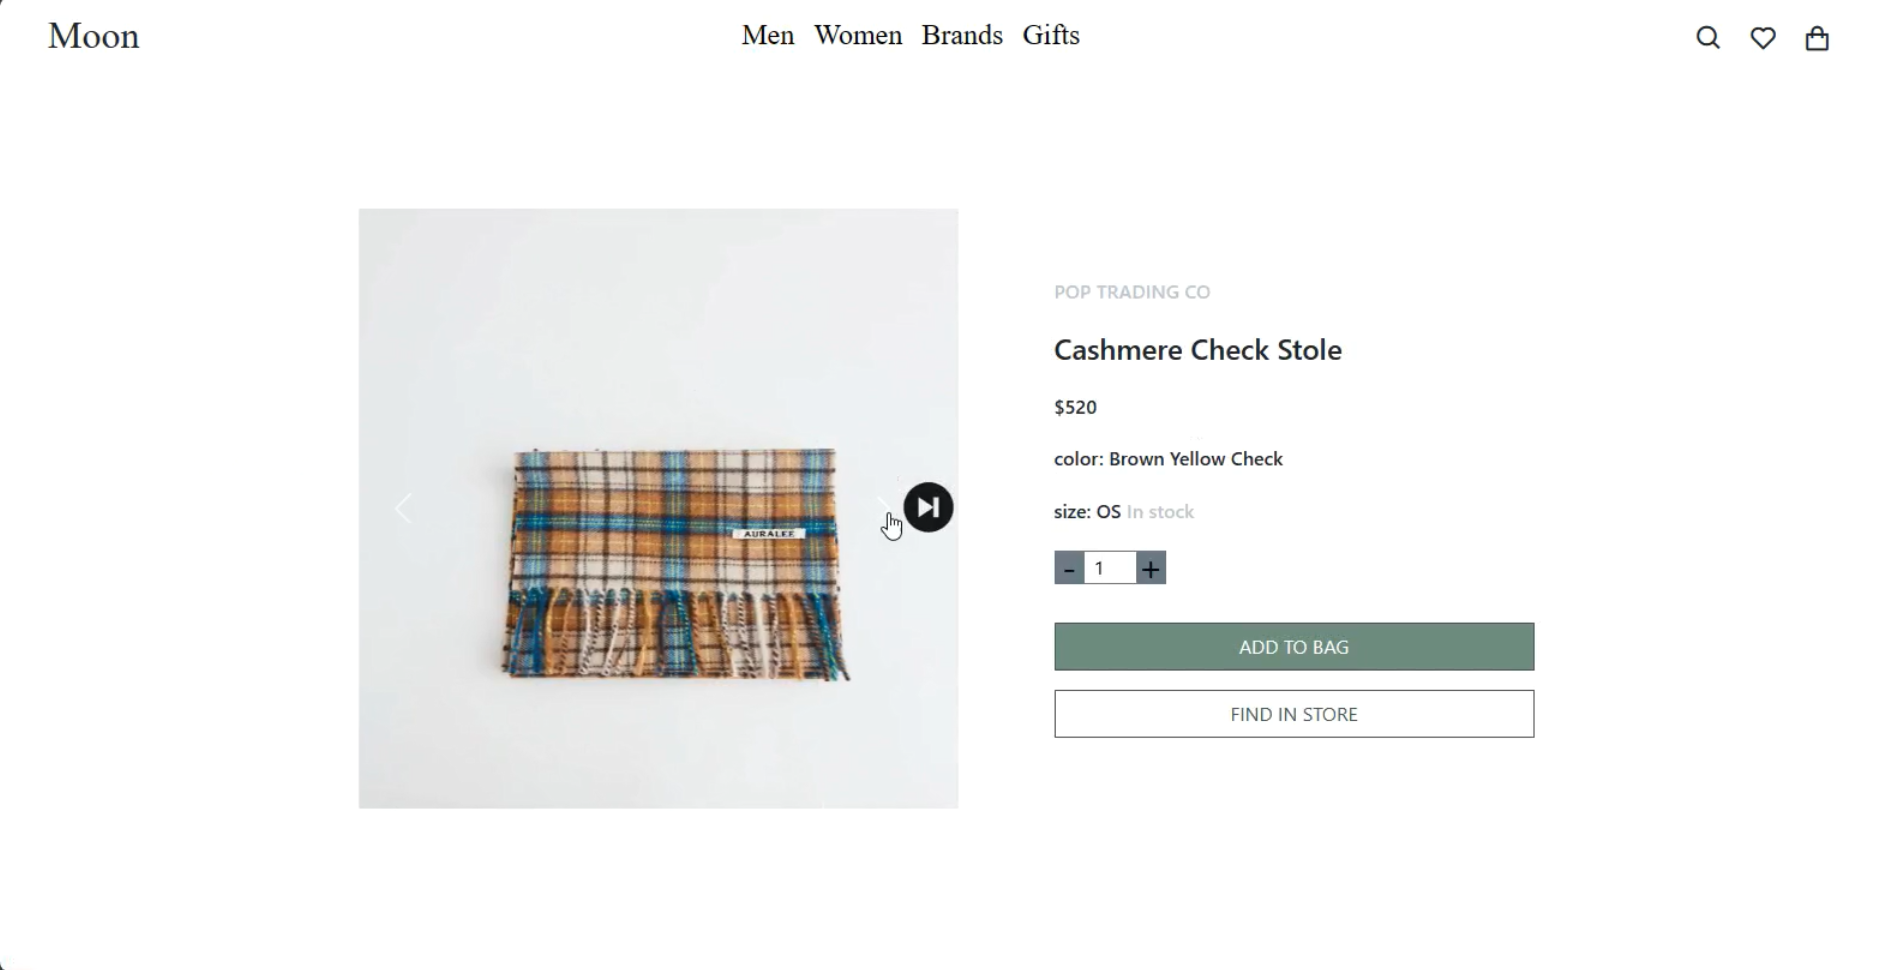 Moon
Men Women Brands Gifts
POP TRADING CO
Cashmere Check Stole
$520
color: Brown Yellow Check
AURALEE
size: OS In stock
- 1 +
ADD TO BAG
FIND IN STORE